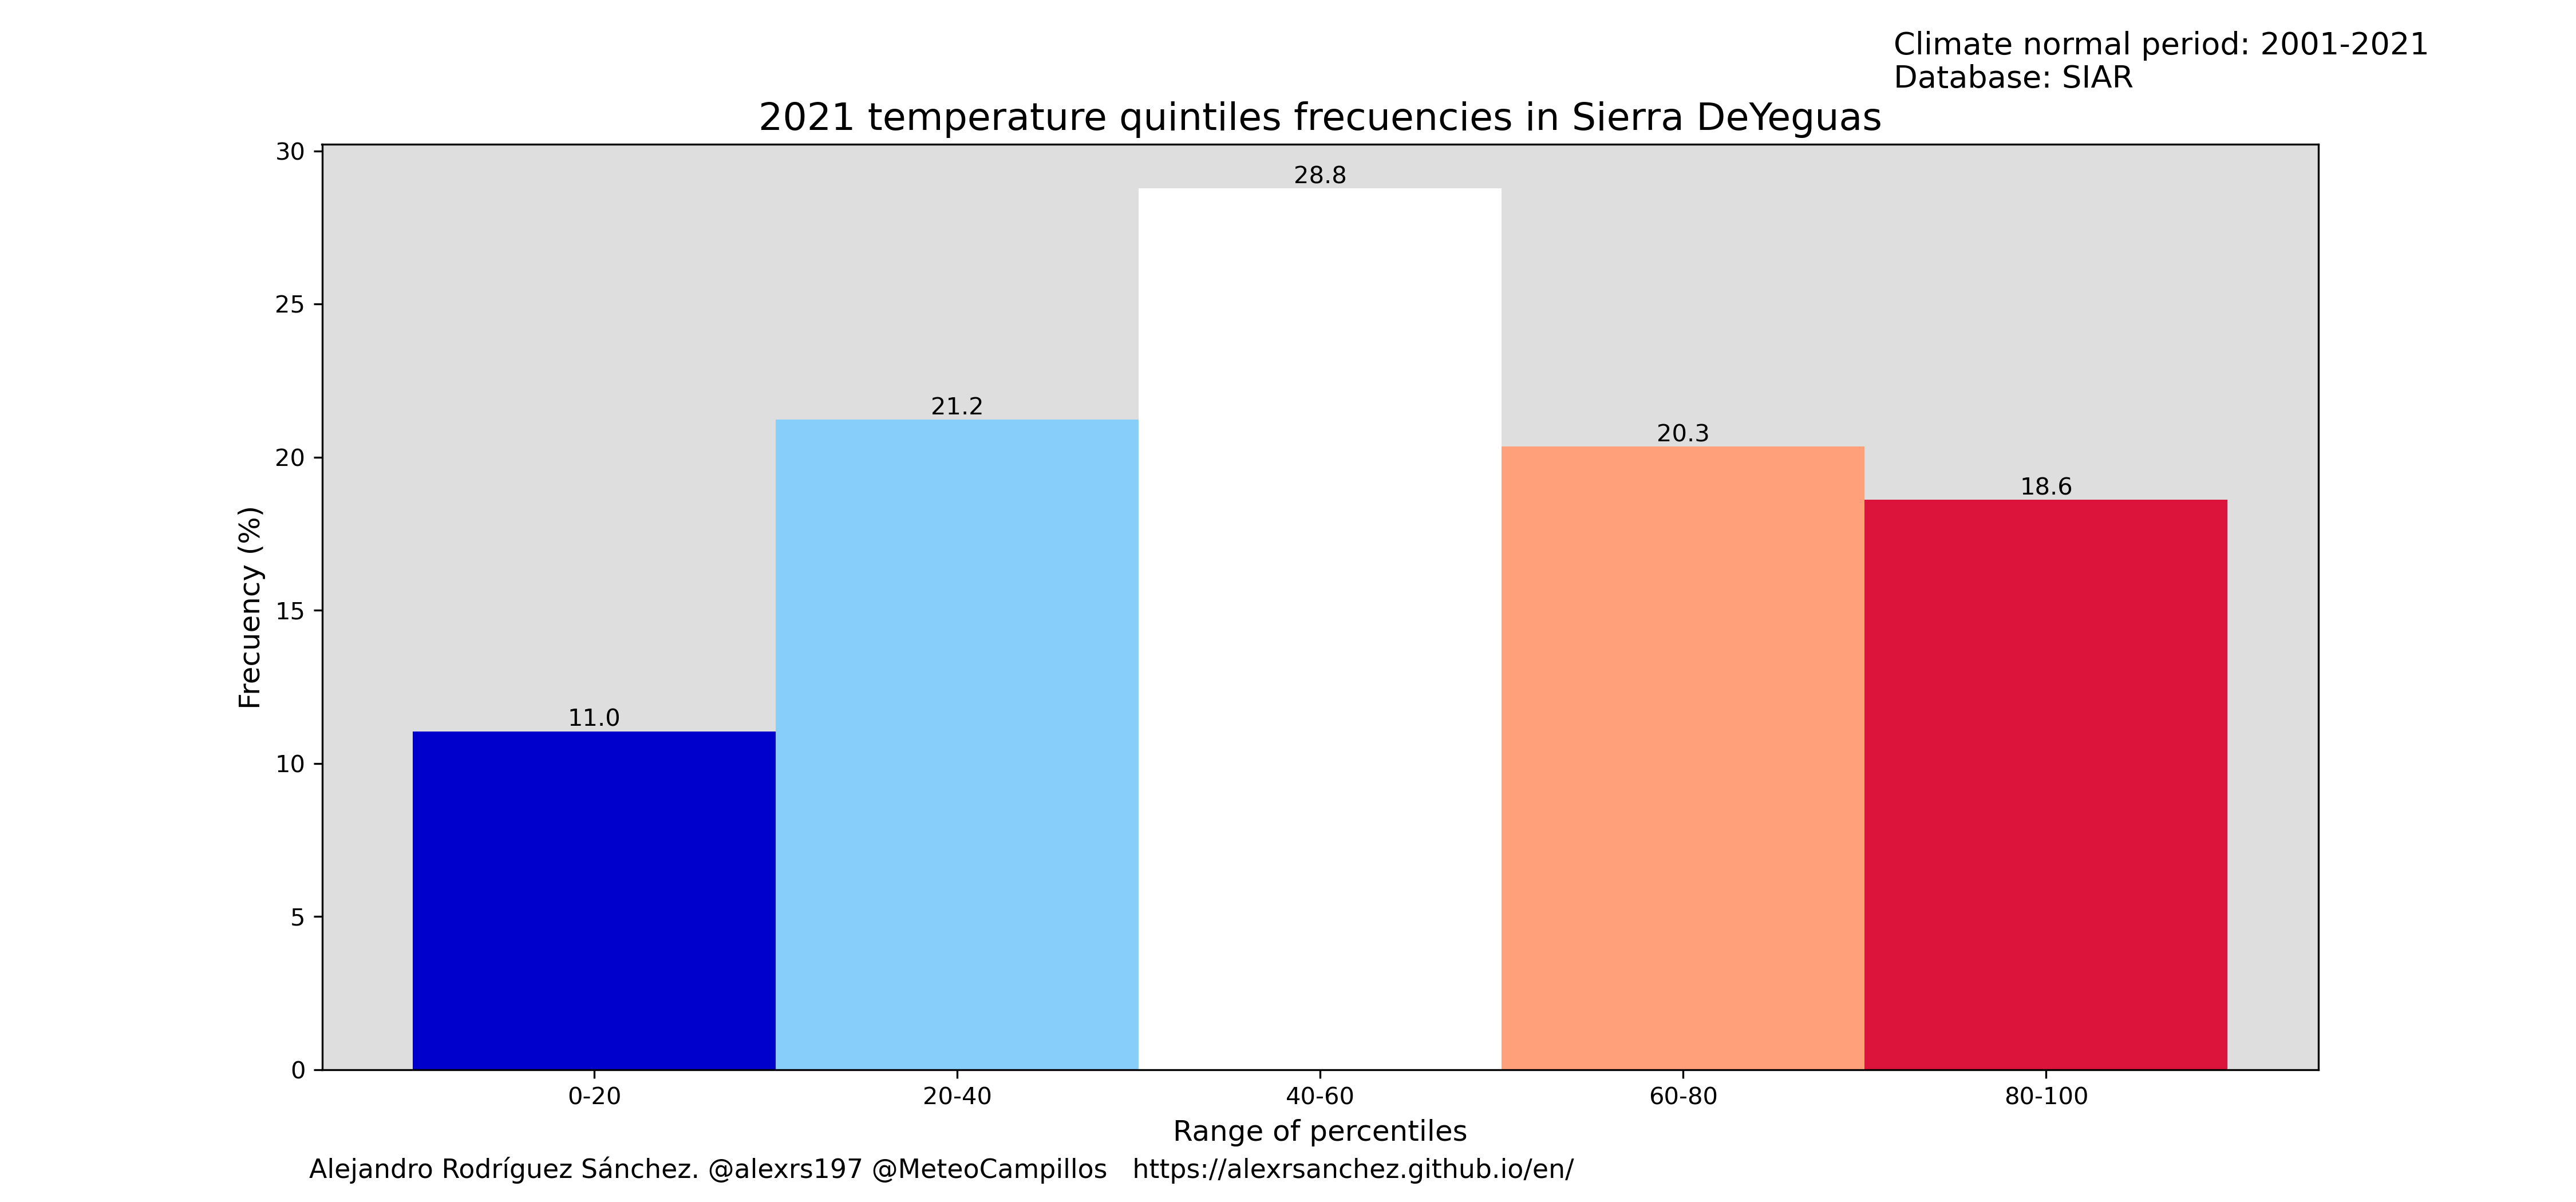 Climate normal period: 2001-2021
Database: SIAR
2021 temperature quintiles frecuencies in Sierra DeYeguas
30
25
20
15
10
5
0
Frecuency (%)
11.0
21.2
28.8
20.3
18.6
0-20
20-40
40-60
60-80
80-100
Range of percentiles
Alejandro Rodríguez Sánchez. @alexrs197 @MeteoCampillos   https://alexrsanchez.github.io/en/